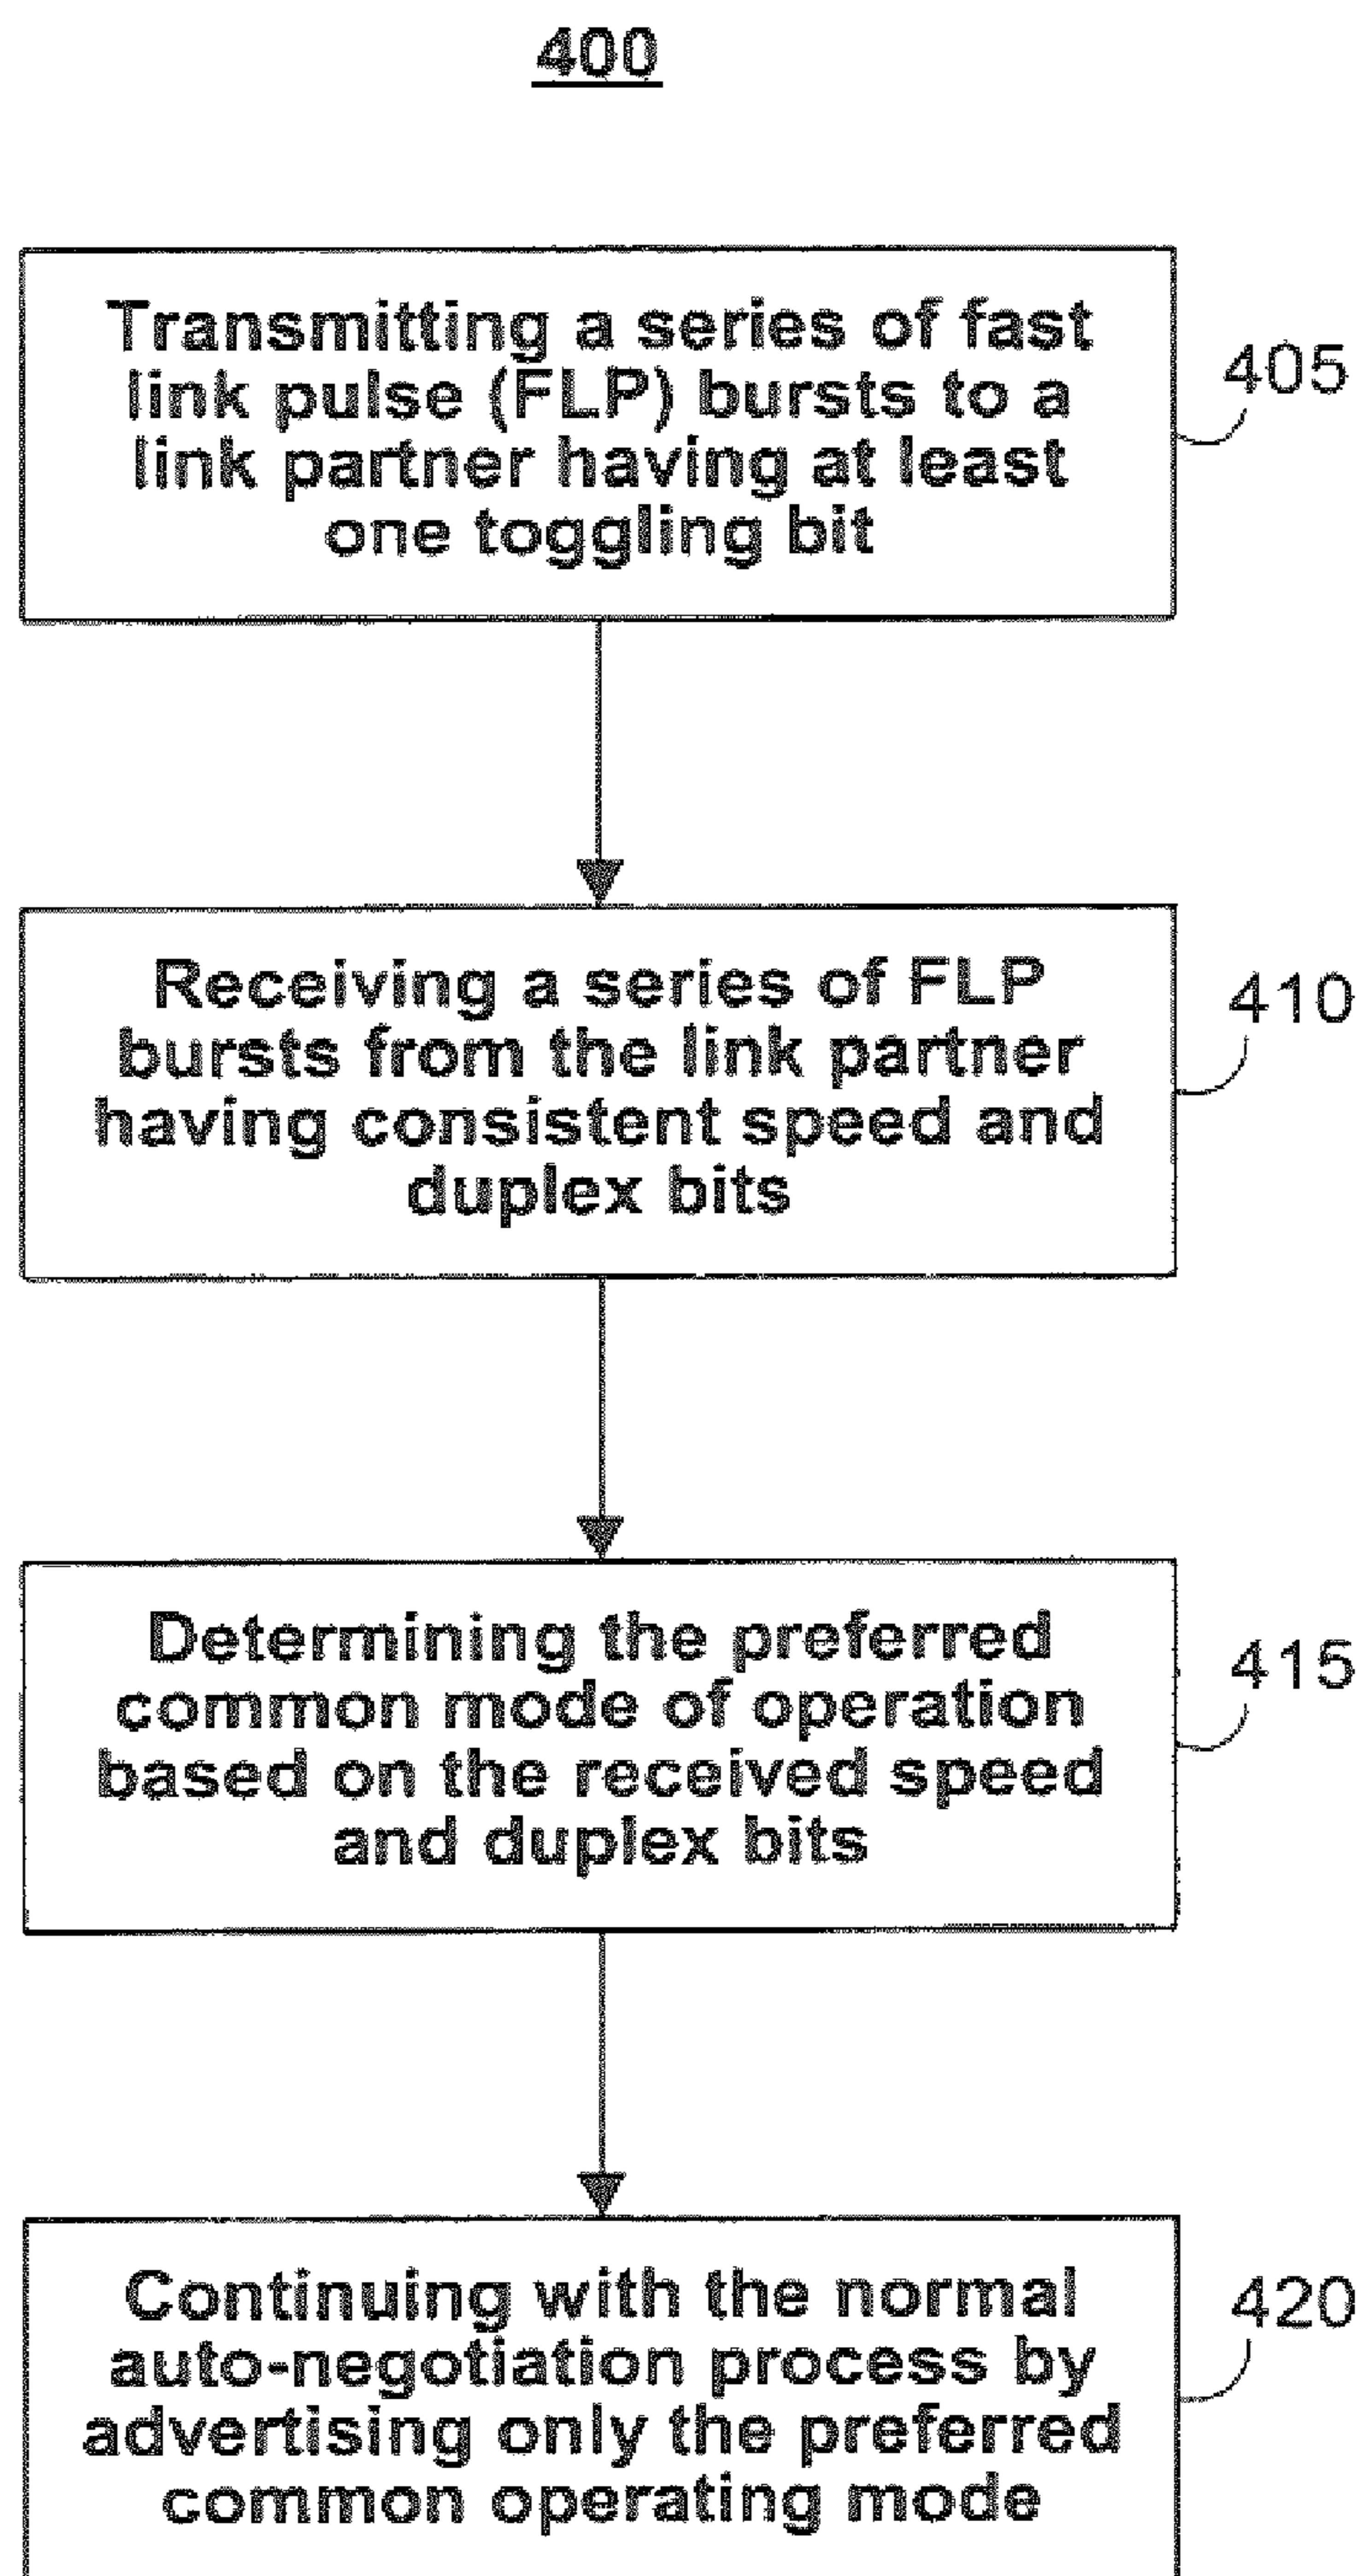 400
Transmitting a series of fast
link pulse (FLP) bursts to a
link partner having at least
one toggling bit
405
Receiving a series of FLP
bursts from the link partner
having consistent speed and
duplex bits
410
Determining the preferred
common mode of operation
based on the received speed
and duplex bits
415
Continuing with the normal
auto-negotiation process by
advertising only the preferred
common operating mode
420